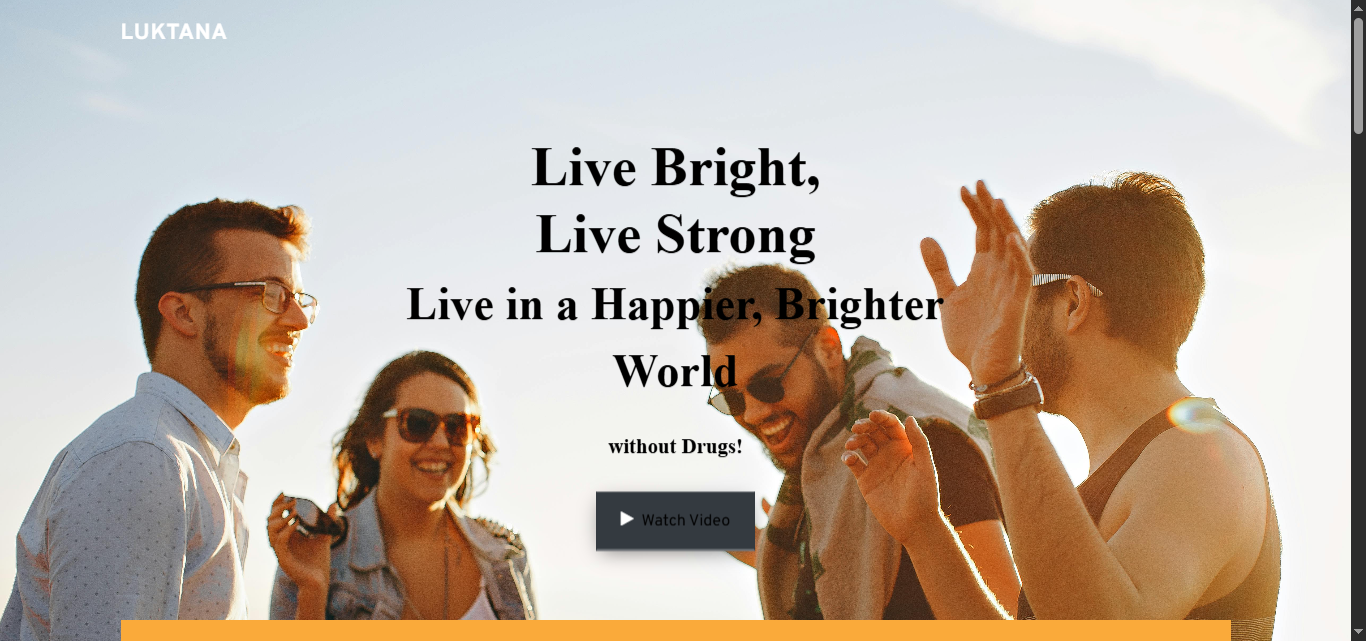 LUKTANA
Live Bright,
Live Strong
Live in a Happier, Brighter
World
without Drugs!
Watch Video